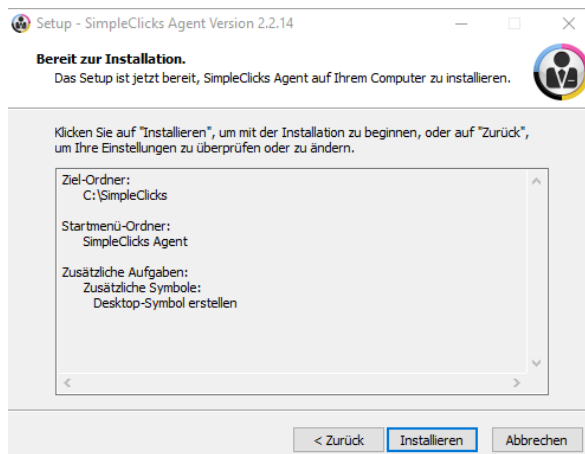 Setup - SimpleClicks Agent Version 2.2.14
Bereit zur Installation.
Das Setup ist jetzt bereit, SimpleClicks Agent auf Ihrem Computer zu installieren.
Klicken Sie auf "Installieren", um mit der Installation zu beginnen, oder auf "Zurück",
um Ihre Einstellungen zu überprüfen oder zu ändern.
Ziel-Ordner:
C:\SimpleClicks
Startmenü-Ordner:
SimpleClicks Agent
Zusätzliche Aufgaben:
Zusätzliche Symbole:
Desktop-Symbol erstellen
< Zurück Installieren Abbrechen